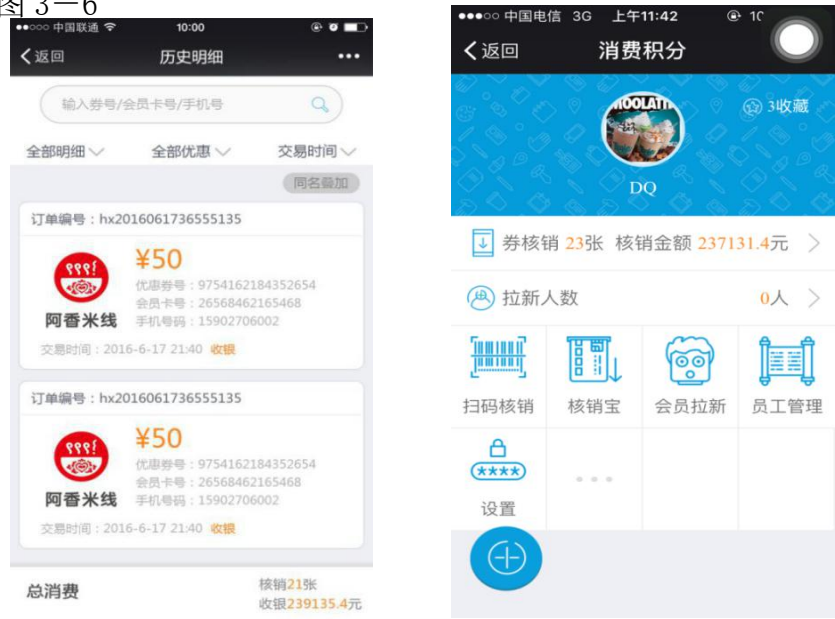 图 3－6
中国联通 10:00
返回 历史明细
输入券号/会员卡号/手机号
全部明细 全部优惠 交易时间
同名叠加
订单编号：hx2016061736555135
¥50
优惠券号：9754162184352654
会员卡号：26568462165468
阿香米线 手机号码：15902706002
交易时间：2016-6-17 21:40 收银
订单编号：hx2016061736555135
¥50
优惠券号：9754162184352654
会员卡号：26568462165468
阿香米线 手机号码：15902706002
交易时间：2016-6-17 21:40 收银
总消费
核销21张
收银239135.4元
中国电信 3G 上午11:42
返回 消费积分
3收藏
DQ
券核销 23张 核销金额 237131.4元
拉新人数 0人
扫码核销 核销宝 会员拉新 员工管理
****
设置